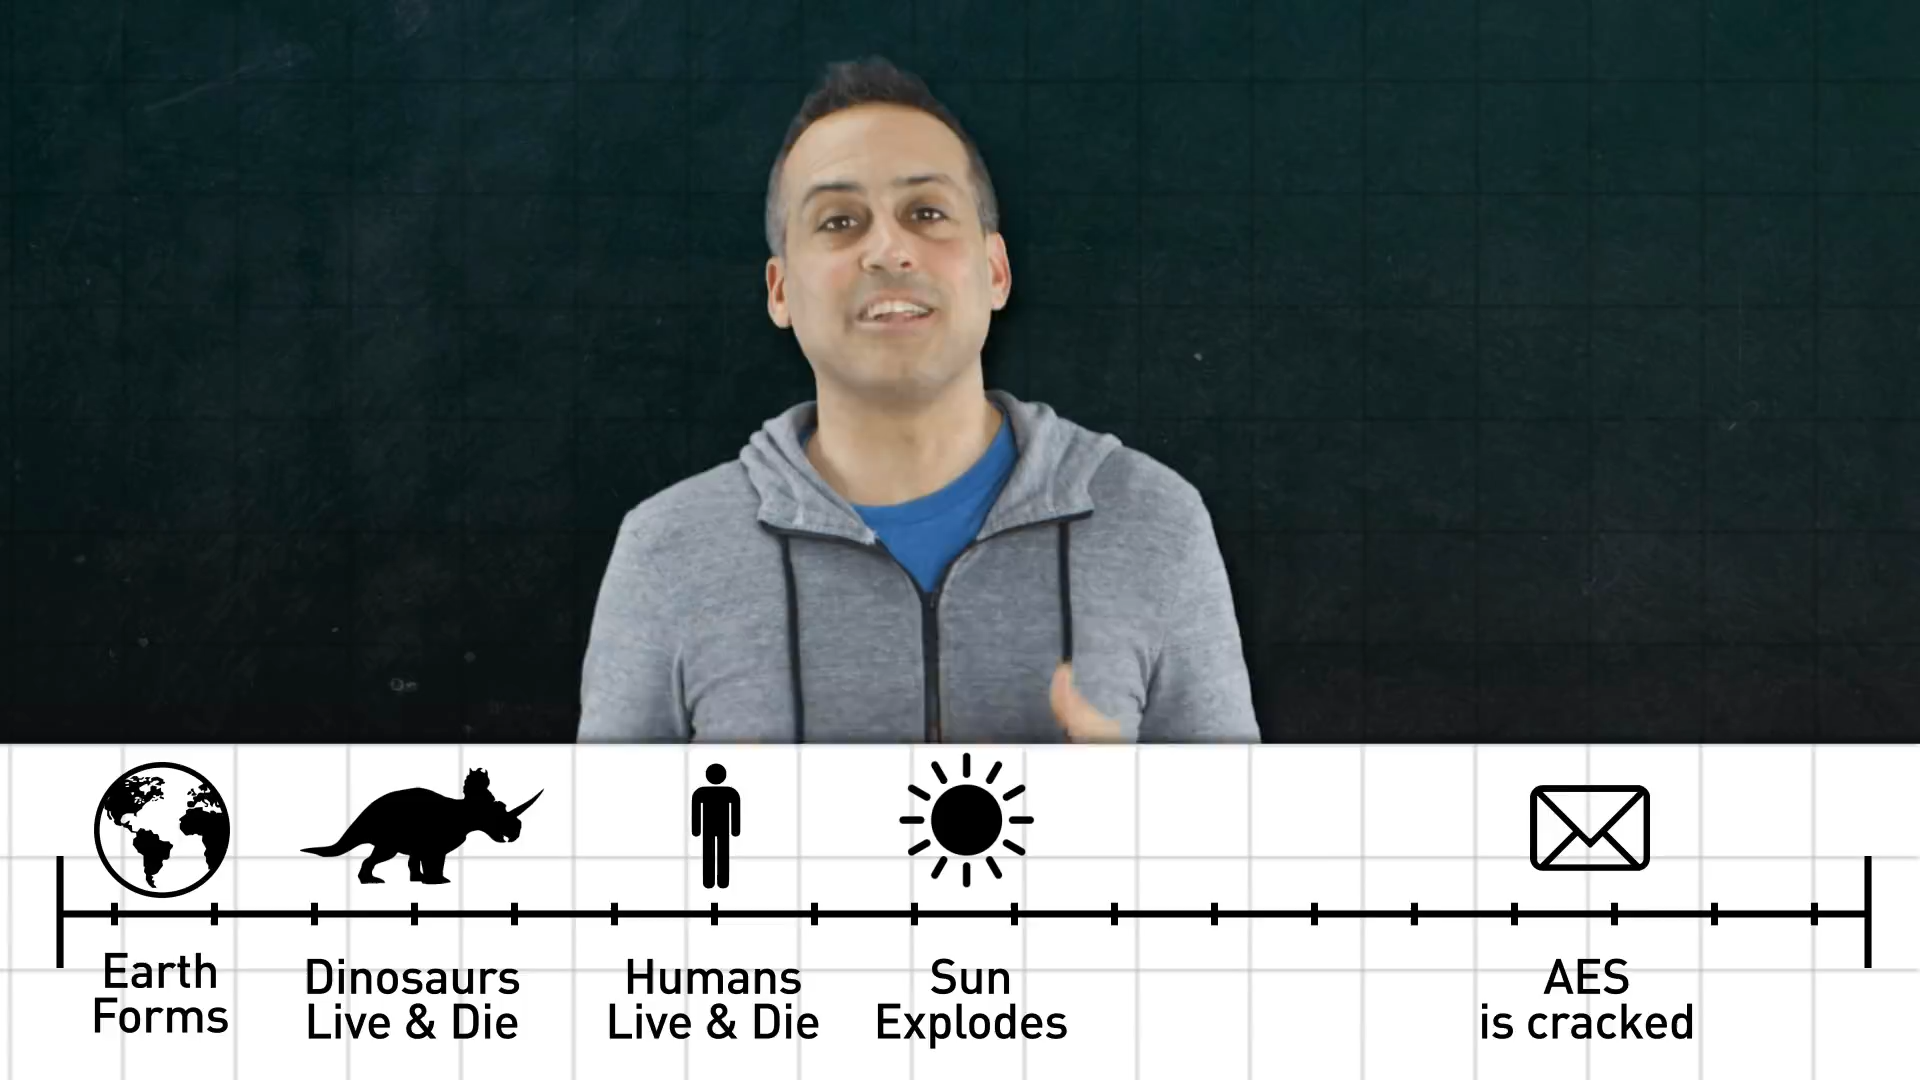 Earth
Forms
Dinosaurs
Live & Die
Humans
Live & Die
Sun
Explodes
AES
is cracked